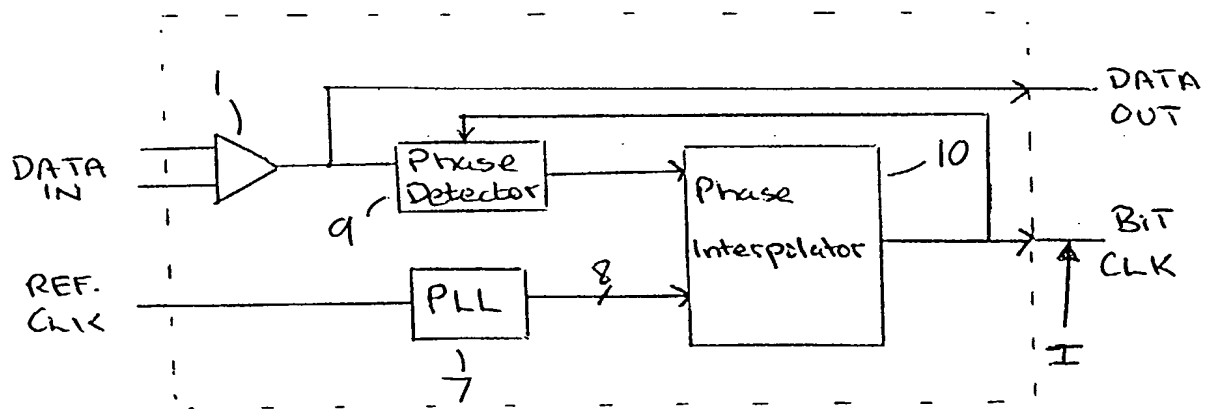 1
DATA
OUT
DATA
IN
Phase
Detector
9
10
Phase
Interpolator
BiT
CLK
REF.
CLK
PLL
8
7
I